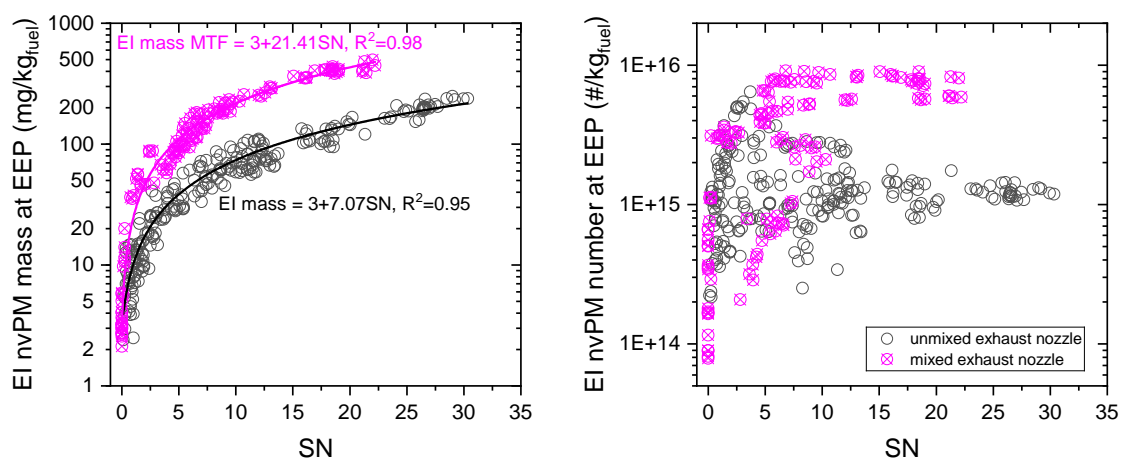 EI nvPM mass at EEP (mg/kg_fuel)
1000
500
200
100
50
20
10
5
2
1
EI mass MTF = 3+21.41SN, R²=0.98
EI mass = 3+7.07SN, R²=0.95
0 5 10 15 20 25 30 35
SN
EI nvPM number at EEP (#/kg_fuel)
1E+16
1E+15
1E+14
unmixed exhaust nozzle
mixed exhaust nozzle
0 5 10 15 20 25 30 35
SN